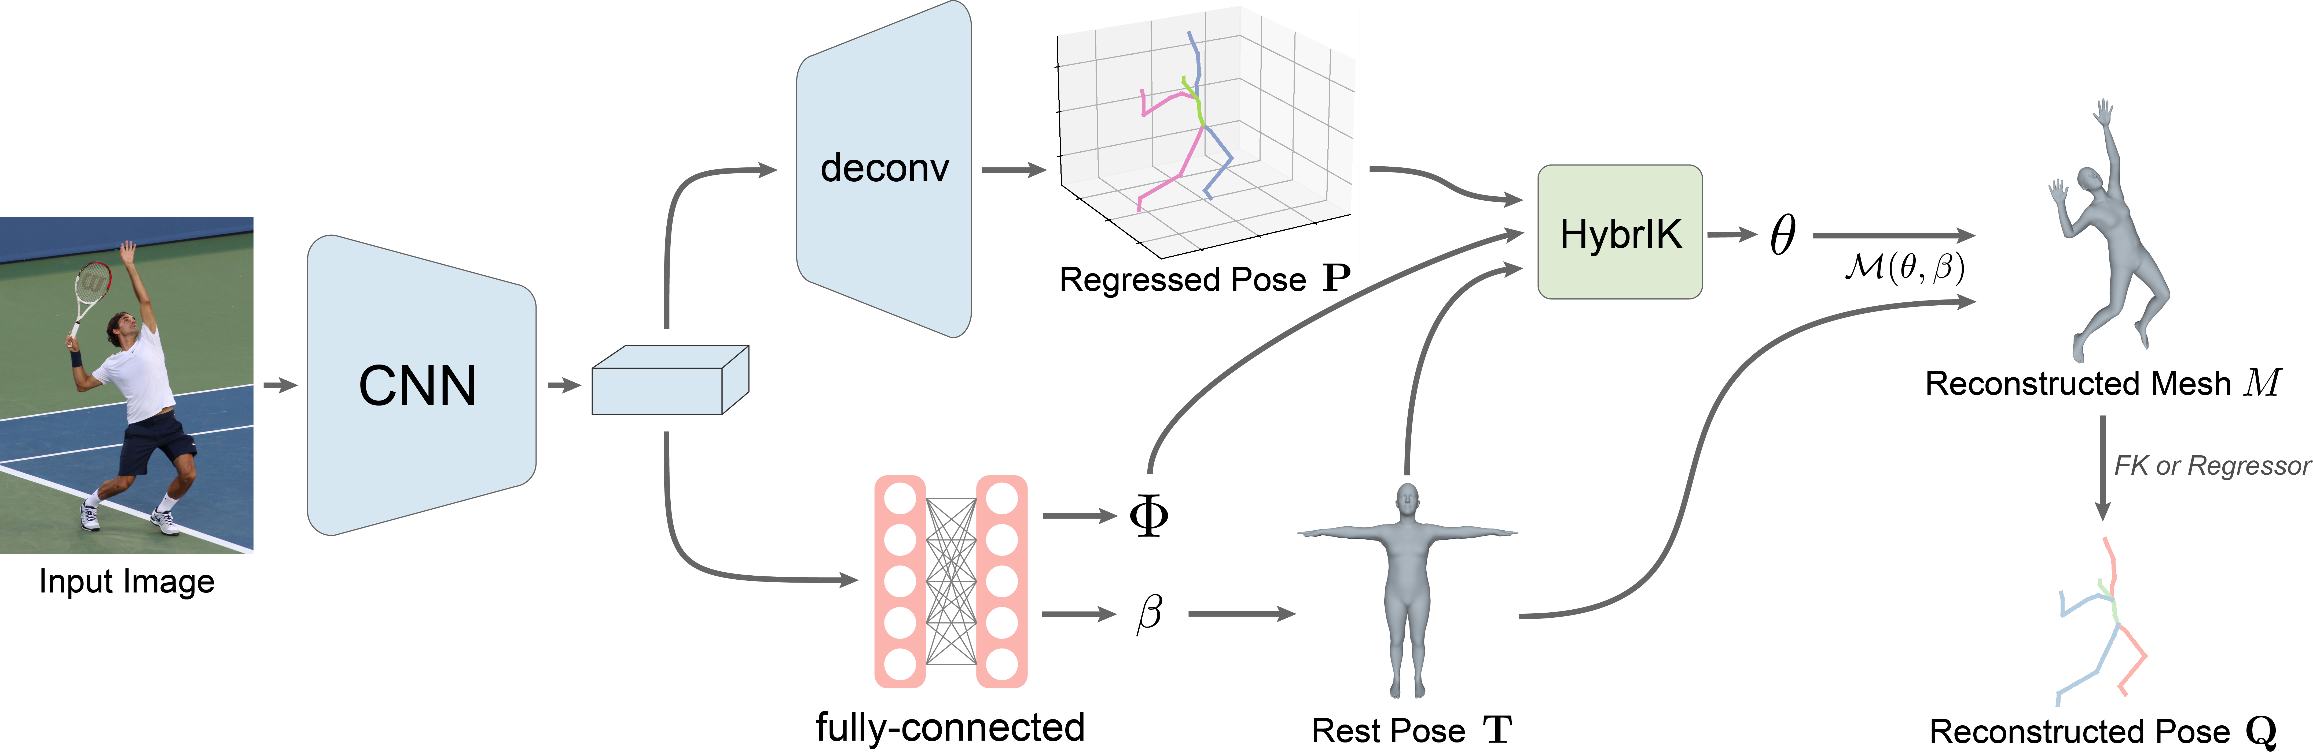 Input Image
CNN
deconv
Regressed Pose P
fully-connected
Φ
β
Rest Pose T
HybrIK
θ
ℳ(θ, β)
Reconstructed Mesh M
FK or Regressor
Reconstructed Pose Q